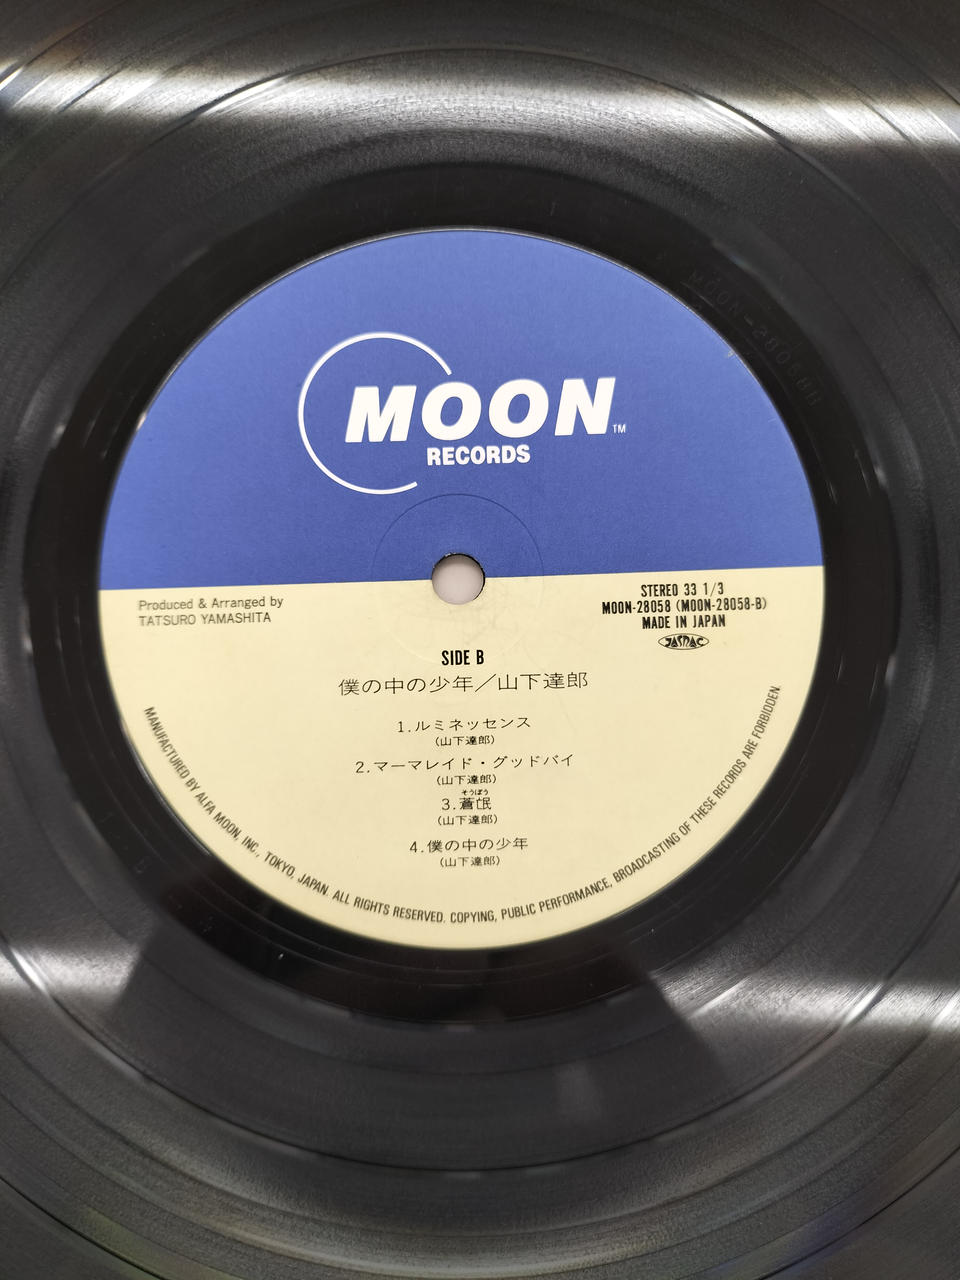 MOON™
RECORDS
Produced & Arranged by
TATSURO YAMASHITA
STEREO 33 1/3
MOON-28058 (MOON-28058-B)
MADE IN JAPAN
JASRAC
SIDE B
僕の中の少年／山下達郎
1.ルミネッセンス
(山下達郎)
2.マーマレイド・グッドバイ
(山下達郎)
そうぼう
3.蒼氓
(山下達郎)
4.僕の中の少年
(山下達郎)
MANUFACTURED BY ALFA MOON, INC., TOKYO, JAPAN. ALL RIGHTS RESERVED. COPYING, PUBLIC PERFORMANCE, BROADCASTING OF THESE RECORDS ARE FORBIDDEN.